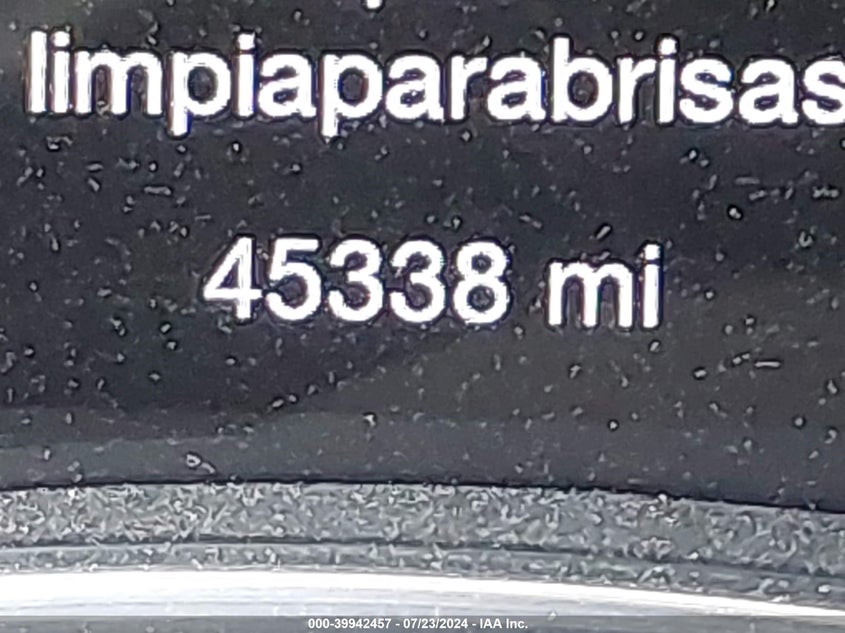 limpiaparabrisas
45338 mi
000-39942457 - 07/23/2024 - IAA Inc.